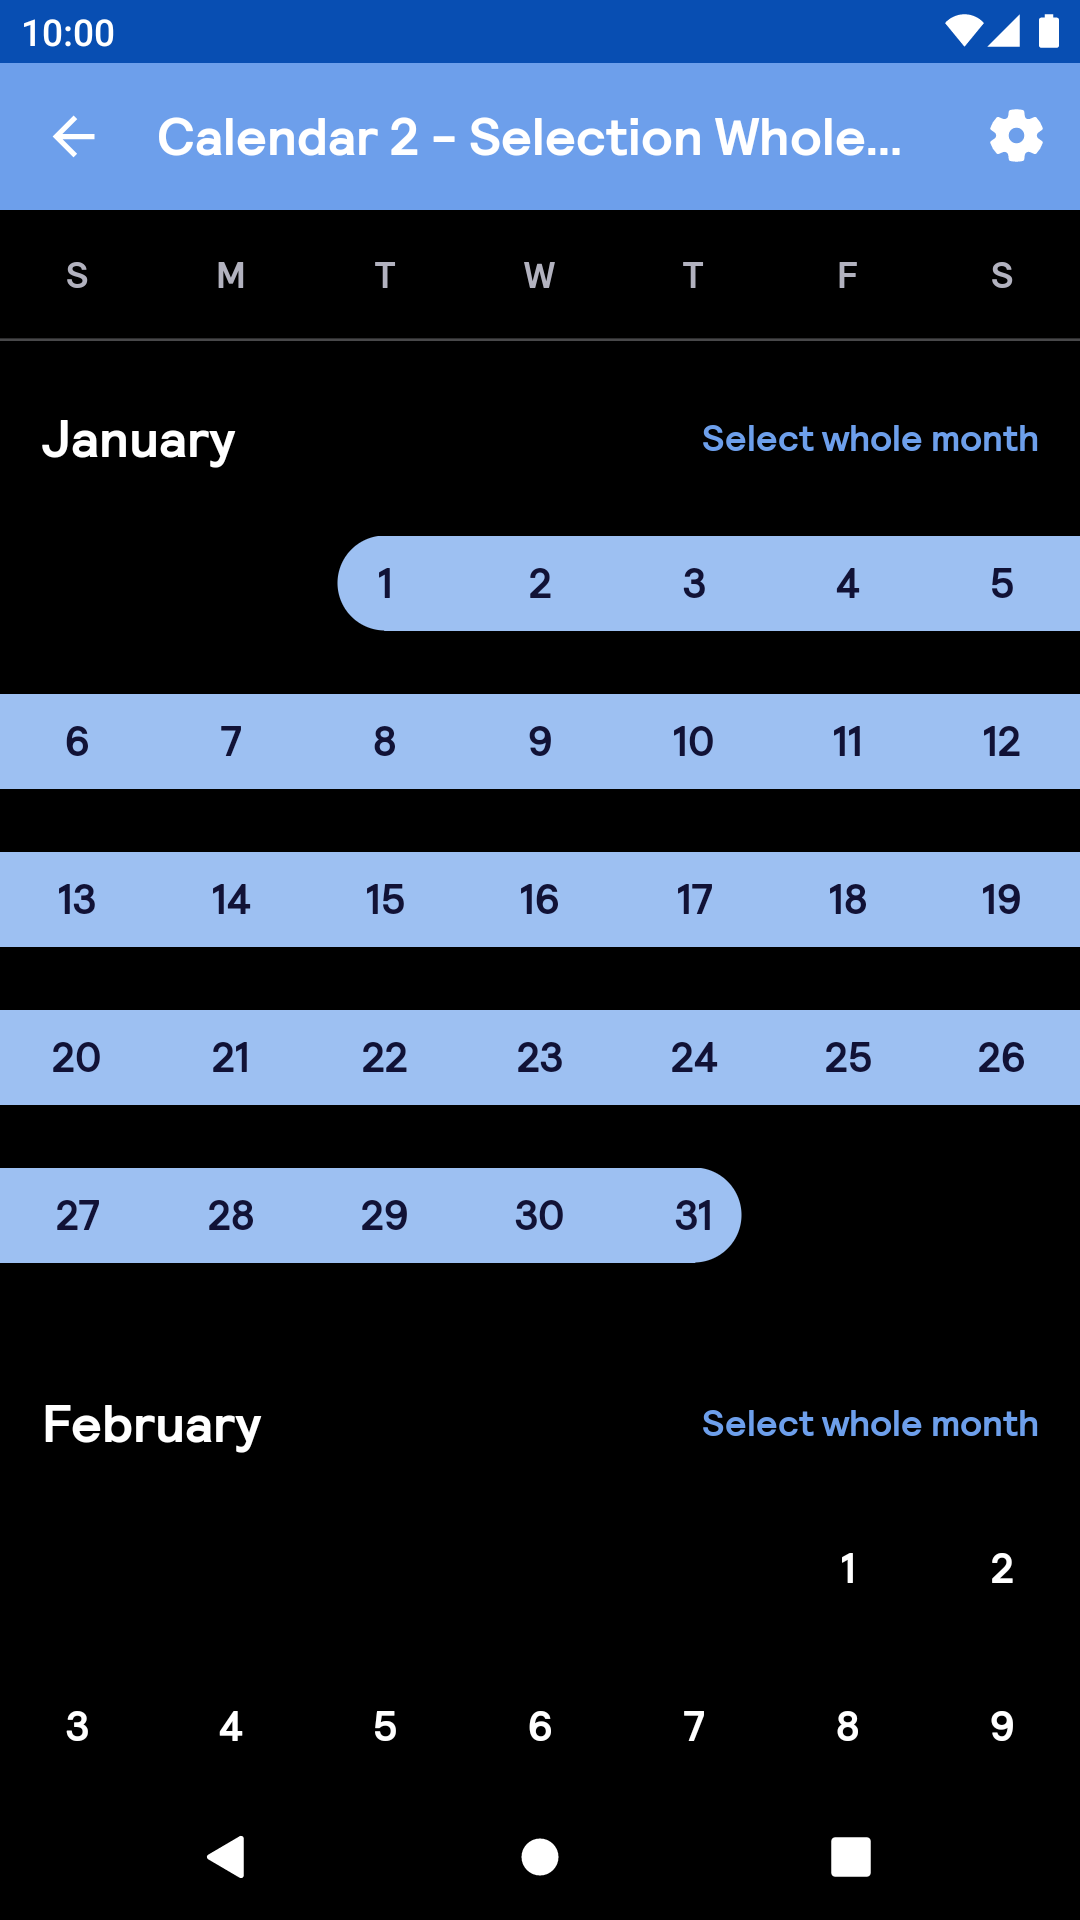 10:00
Calendar 2 - Selection Whole...
S M T W T F S
January Select whole month
1 2 3 4 5
6 7 8 9 10 11 12
13 14 15 16 17 18 19
20 21 22 23 24 25 26
27 28 29 30 31
February Select whole month
1 2
3 4 5 6 7 8 9